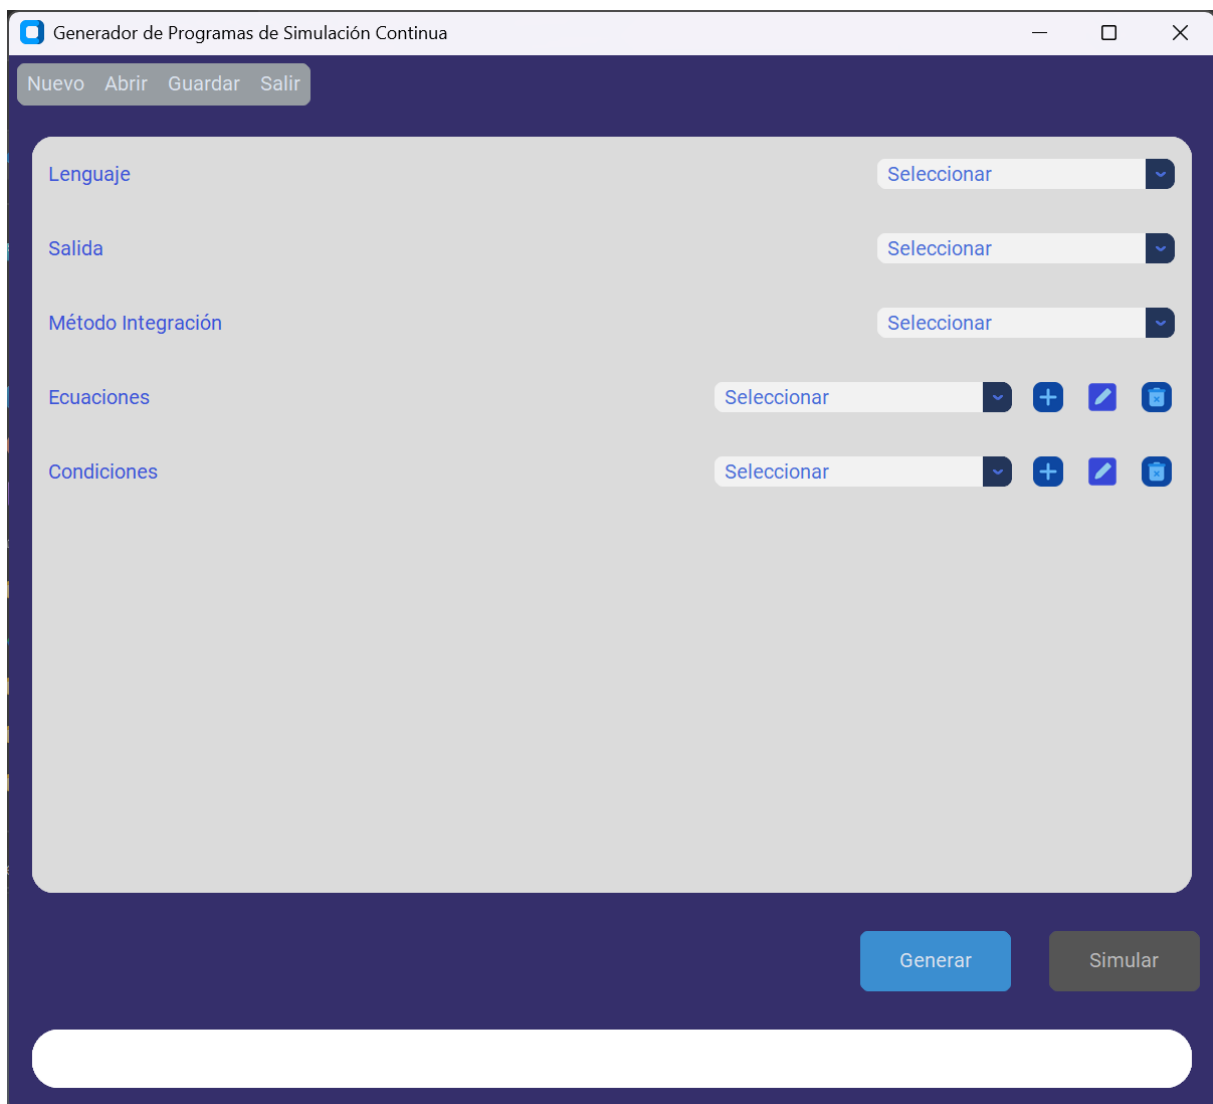 Generador de Programas de Simulación Continua
Nuevo Abrir Guardar Salir
Lenguaje Seleccionar
Salida Seleccionar
Método Integración Seleccionar
Ecuaciones Seleccionar
Condiciones Seleccionar
Generar Simular